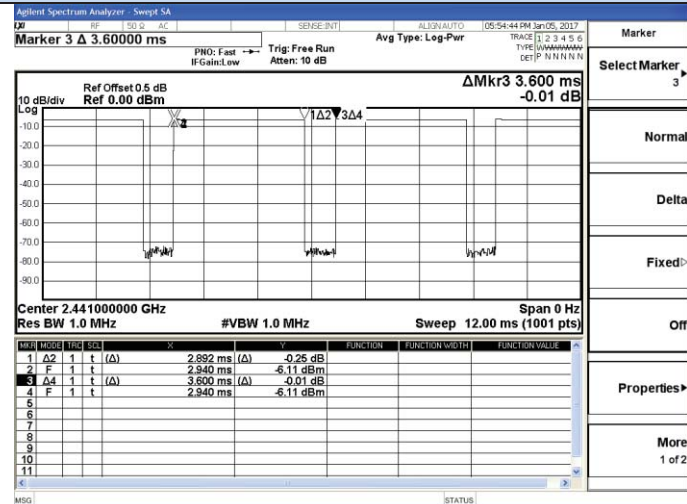 Agilent Spectrum Analyzer - Swept SA
LXI RF 50 Ω AC SENSE:INT ALIGNAUTO 05:54:44 PM Jan 05, 2017
Marker 3 Δ 3.60000 ms
PNO: Fast Trig: Free Run
IFGain:Low Atten: 10 dB
Avg Type: Log-Pwr
TRACE 1 2 3 4 5 6
TYPE WWWWWW
DET P N N N N N
ΔMkr3 3.600 ms
-0.01 dB
Ref Offset 0.5 dB
10 dB/div Ref 0.00 dBm
Log
1Δ2 3Δ4
-10.0
-20.0
-30.0
-40.0
-50.0
-60.0
-70.0
-80.0
-90.0
Center 2.441000000 GHz Span 0 Hz
Res BW 1.0 MHz #VBW 1.0 MHz Sweep 12.00 ms (1001 pts)
MKR MODE TRC SCL X Y FUNCTION FUNCTION WIDTH FUNCTION VALUE
1 Δ2 1 t (Δ) 2.892 ms (Δ) -0.25 dB
2 F 1 t 2.940 ms -6.11 dBm
3 Δ4 1 t (Δ) 3.600 ms (Δ) -0.01 dB
4 F 1 t 2.940 ms -6.11 dBm
5
6
7
8
9
10
11
MSG STATUS
Marker
Select Marker
3
Normal
Delta
Fixed
Off
Properties
More
1 of 2